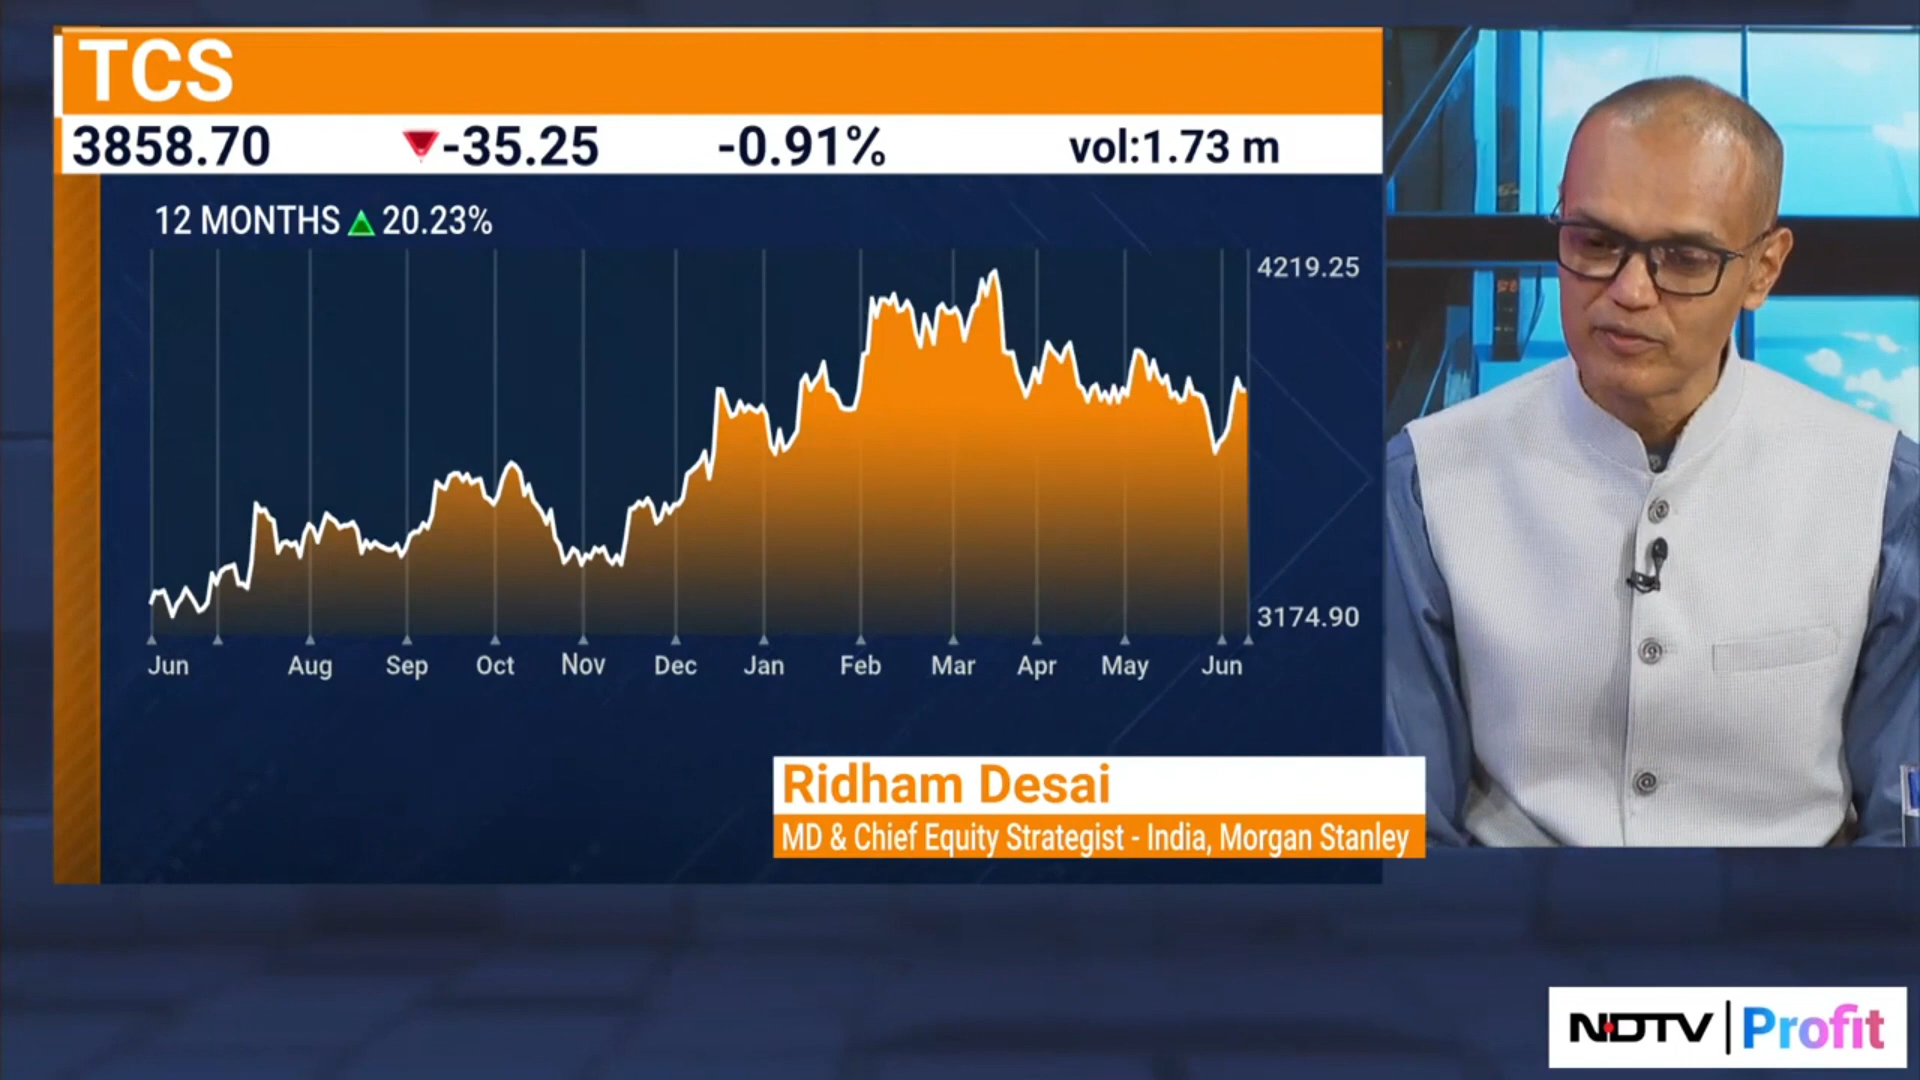 TCS
3858.70 -35.25 -0.91% vol:1.73 m
12 MONTHS 20.23%
4219.25
3174.90
Jun Aug Sep Oct Nov Dec Jan Feb Mar Apr May Jun
Ridham Desai
MD & Chief Equity Strategist - India, Morgan Stanley
NDTV Profit